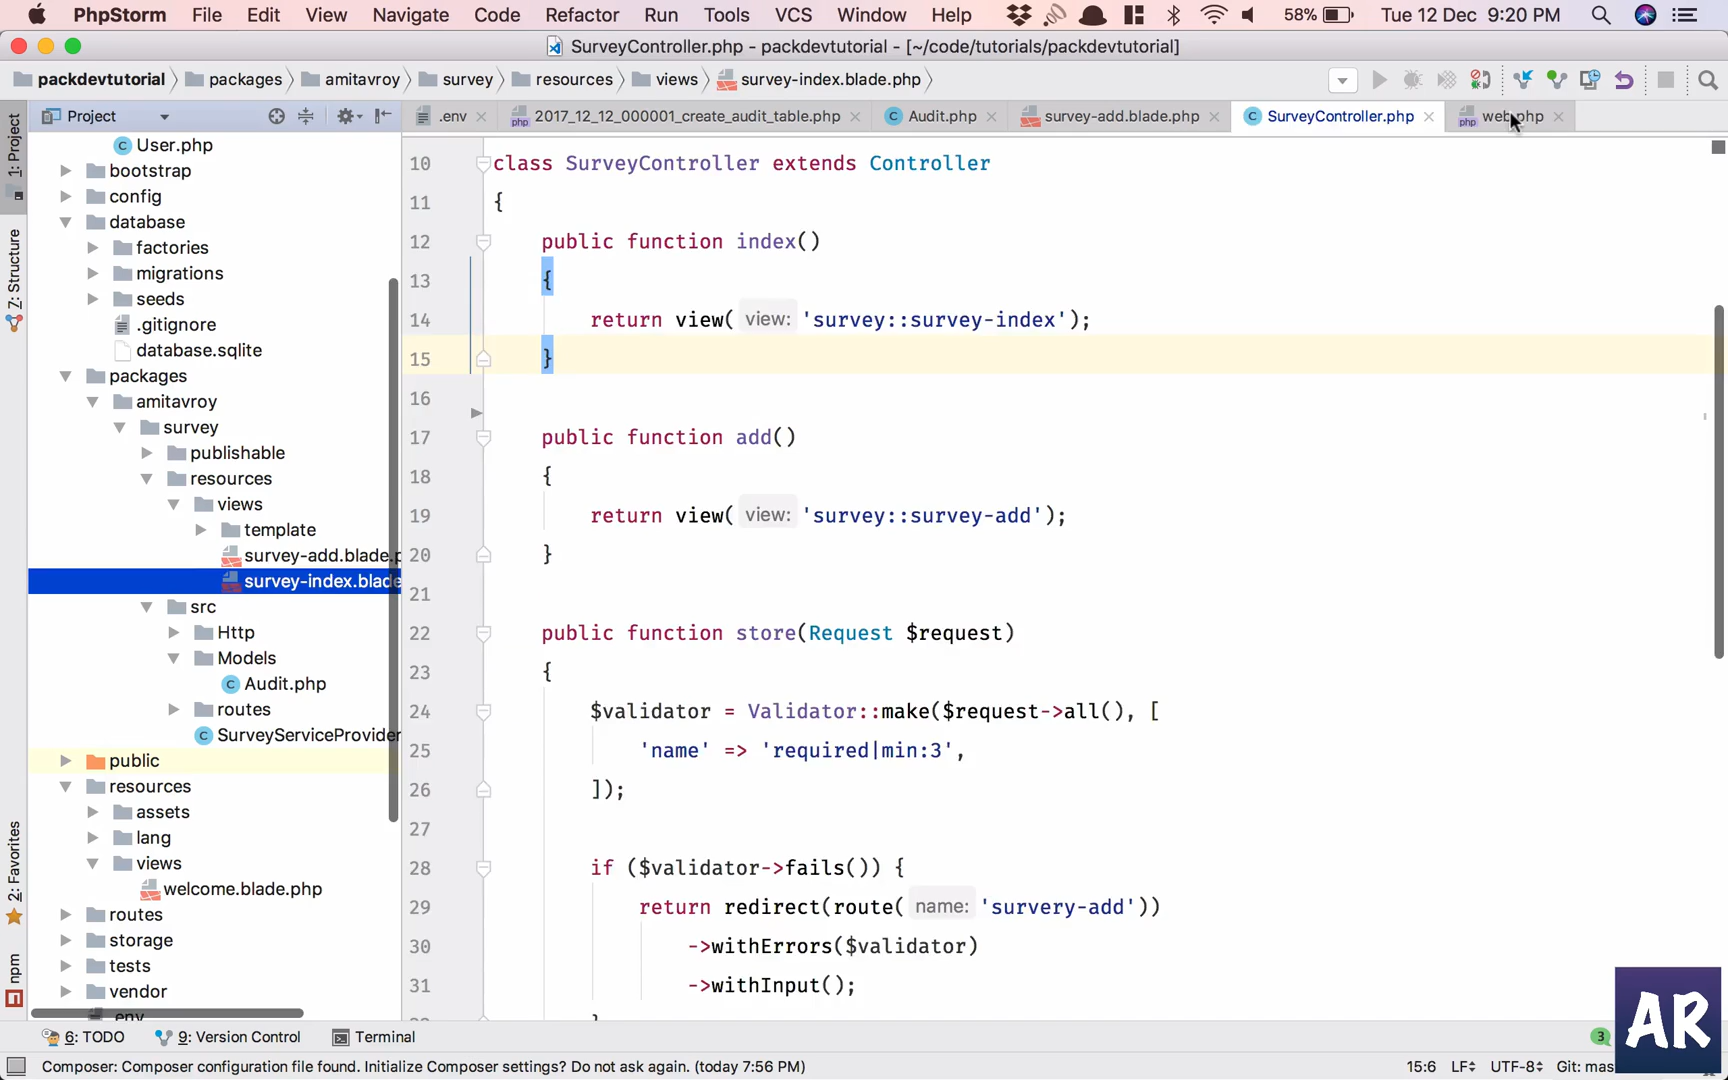 PhpStorm File Edit View Navigate Code Refactor Run Tools VCS Window Help 58% Tue 12 Dec 9:20 PM
SurveyController.php - packdevtutorial - [~/code/tutorials/packdevtutorial]
packdevtutorial packages amitavroy survey resources views survey-index.blade.php
Project
.env 2017_12_12_000001_create_audit_table.php Audit.php survey-add.blade.php SurveyController.php web.php
1: Project
7: Structure
2: Favorites
npm
User.php
bootstrap
config
database
factories
migrations
seeds
.gitignore
database.sqlite
packages
amitavroy
survey
publishable
resources
views
template
survey-add.blade.p
survey-index.blade
src
Http
Models
Audit.php
routes
SurveyServiceProvider
public
resources
assets
lang
views
welcome.blade.php
routes
storage
tests
vendor
.env
10 class SurveyController extends Controller
11 {
12 public function index()
13 {
14 return view( view: 'survey::survey-index');
15 }
16
17 public function add()
18 {
19 return view( view: 'survey::survey-add');
20 }
21
22 public function store(Request $request)
23 {
24 $validator = Validator::make($request->all(), [
25 'name' => 'required|min:3',
26 ]);
27
28 if ($validator->fails()) {
29 return redirect(route( name: 'survery-add'))
30 ->withErrors($validator)
31 ->withInput();
}
6: TODO 9: Version Control Terminal 3
Composer: Composer configuration file found. Initialize Composer settings? Do not ask again. (today 7:56 PM) 15:6 LF UTF-8 Git: mas
AR